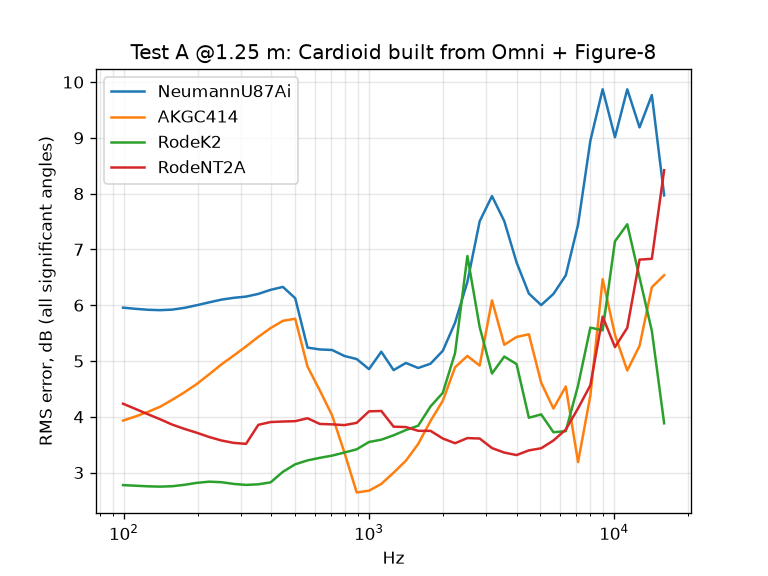 Test A @1.25 m: Cardioid built from Omni + Figure-8
RMS error, dB (all significant angles)
10
9
8
7
6
5
4
3
NeumannU87Ai
AKGC414
RodeK2
RodeNT2A
10²
10³
10⁴
Hz